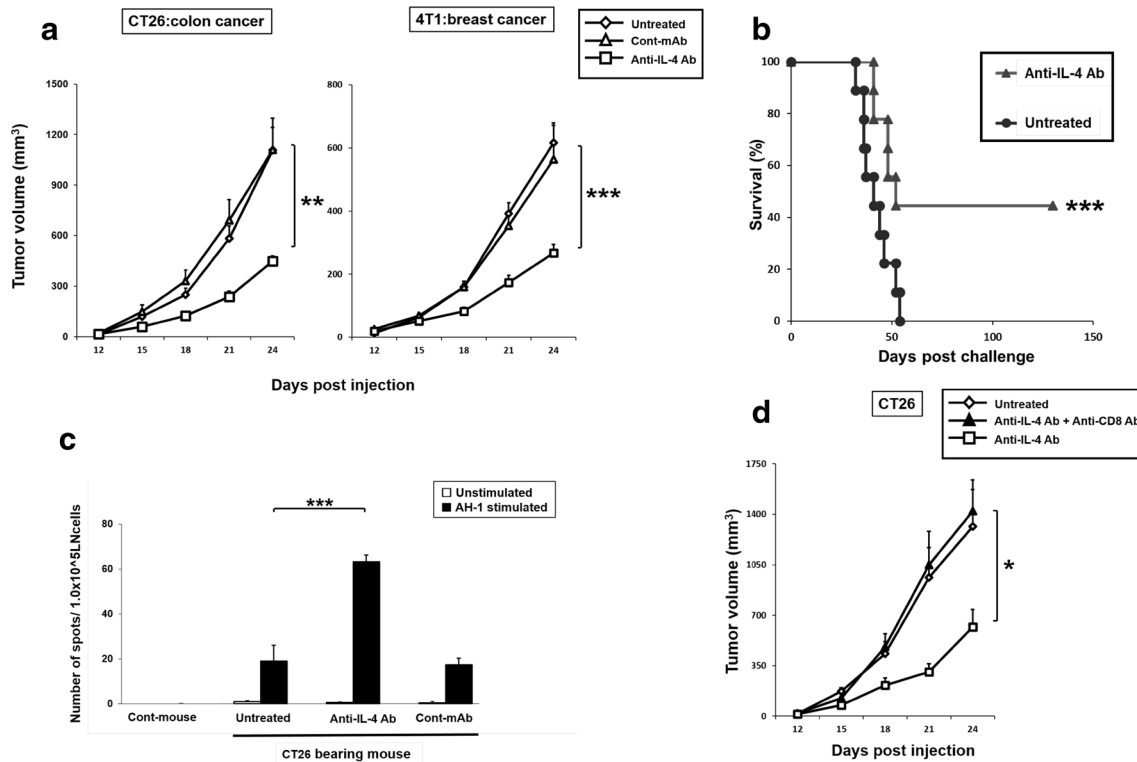 a
CT26:colon cancer
4T1:breast cancer
Untreated
Cont-mAb
Anti-IL-4 Ab
Tumor volume (mm3)
1500
1200
900
600
300
0
12 15 18 21 24
**
800
600
400
200
0
12 15 18 21 24
***
Days post injection
b
Anti-IL-4 Ab
Untreated
Survival (%)
100
80
60
40
20
0
0 50 100 150
***
Days post challenge
c
Unstimulated
AH-1 stimulated
***
Number of spots/ 1.0x10^5LNcells
80
60
40
20
0
Cont-mouse Untreated Anti-IL-4 Ab Cont-mAb
CT26 bearing mouse
d
CT26
Untreated
Anti-IL-4 Ab + Anti-CD8 Ab
Anti-IL-4 Ab
Tumor volume (mm3)
1750
1400
1050
700
350
0
12 15 18 21 24
*
Days post injection